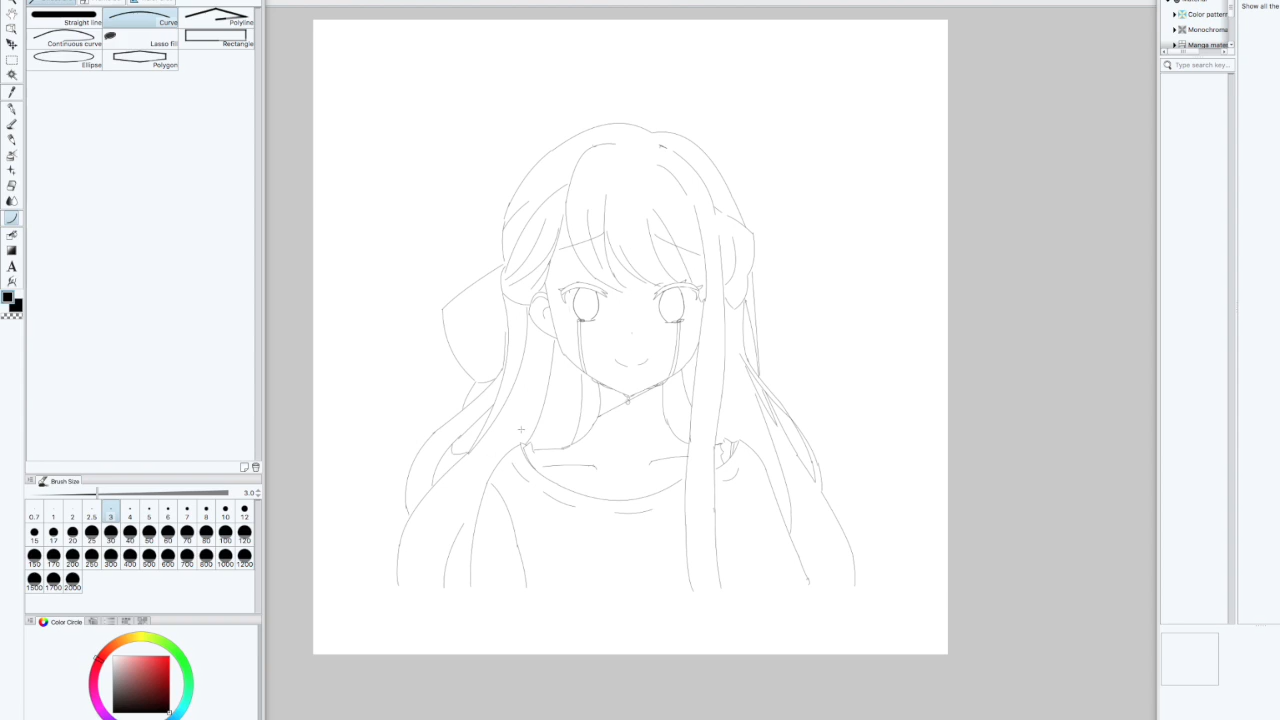 Straight line Curve Polyline
Continuous curve Lasso fill Rectangle
Ellipse Polygon
Color pattern
Monochroma
Manga mater
Show all the
Type search key...
Brush Size
3.0
0.7 1 2 2.5 3 4 5 6 7 8 10 12
15 17 20 25 30 40 50 60 70 80 100 120
150 170 200 250 300 400 500 600 700 800 1000 1200
1500 1700 2000
Color Circle
A